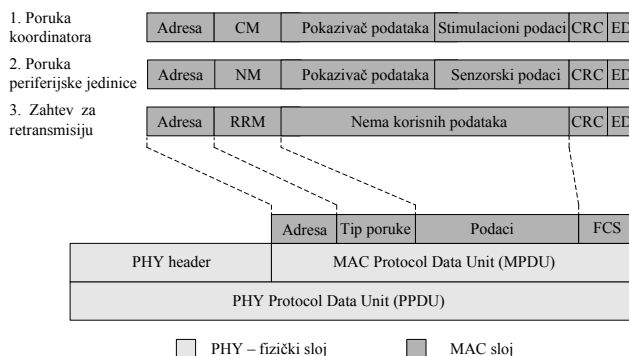 1. Poruka
koordinatora
Adresa CM Pokazivač podataka Stimulacioni podaci CRC ED
2. Poruka
periferijske jedinice
Adresa NM Pokazivač podataka Senzorski podaci CRC ED
3. Zahtev za
retransmisiju
Adresa RRM Nema korisnih podataka CRC ED
Adresa Tip poruke Podaci FCS
PHY header MAC Protocol Data Unit (MPDU)
PHY Protocol Data Unit (PPDU)
PHY – fizički sloj MAC sloj